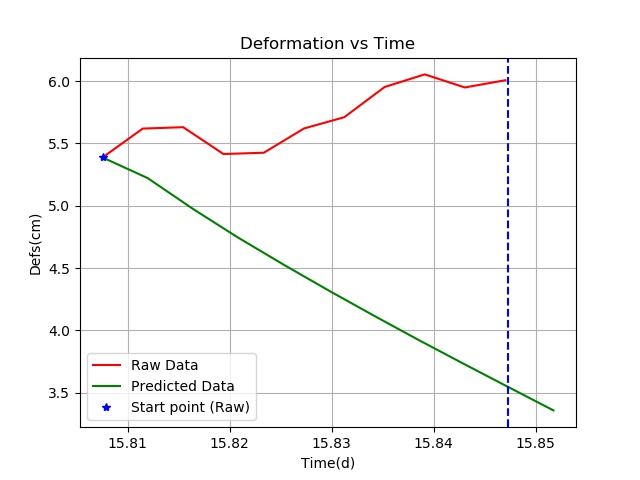 Deformation vs Time
6.0
5.5
5.0
4.5
4.0
3.5
Defs(cm)
Raw Data
Predicted Data
Start point (Raw)
15.81 15.82 15.83 15.84 15.85
Time(d)